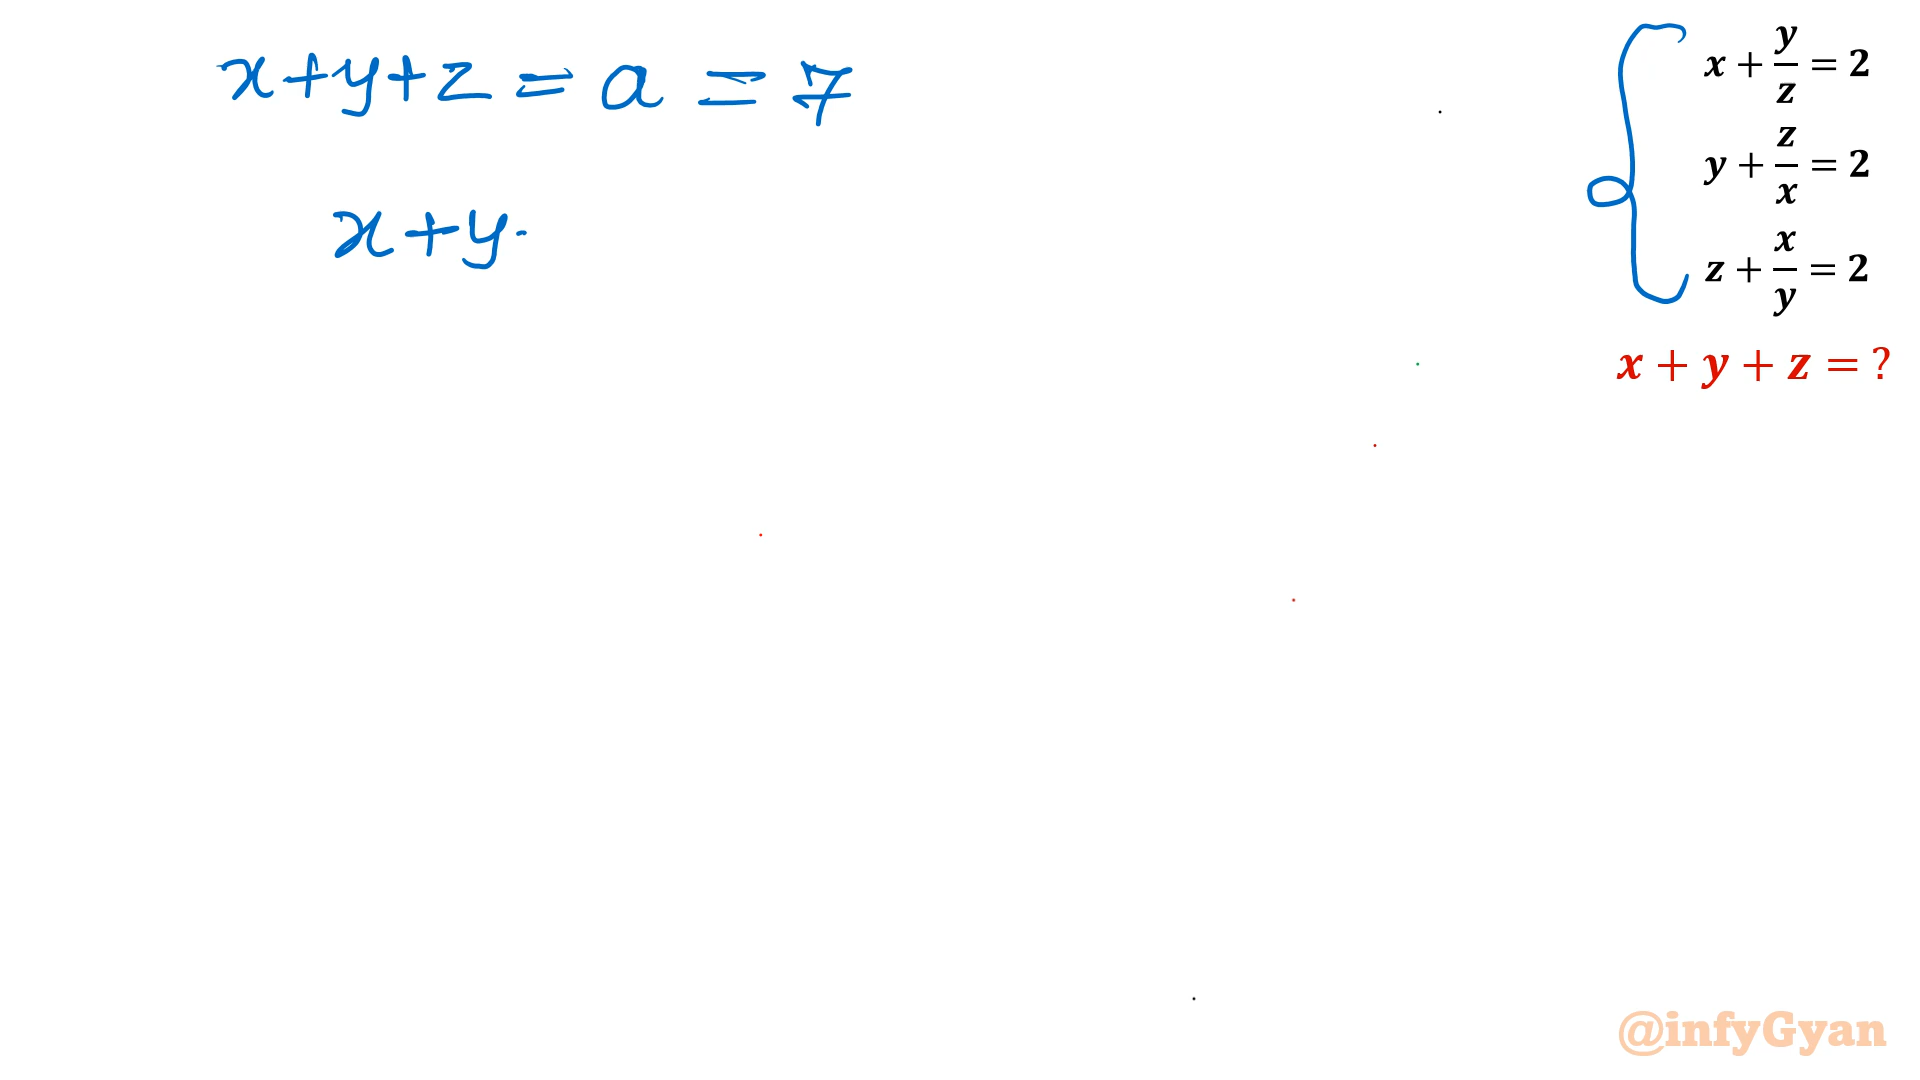 x+y+z = a = 7
x+y-
x + y/z = 2
y + z/x = 2
z + x/y = 2
x + y + z = ?
@infyGyan